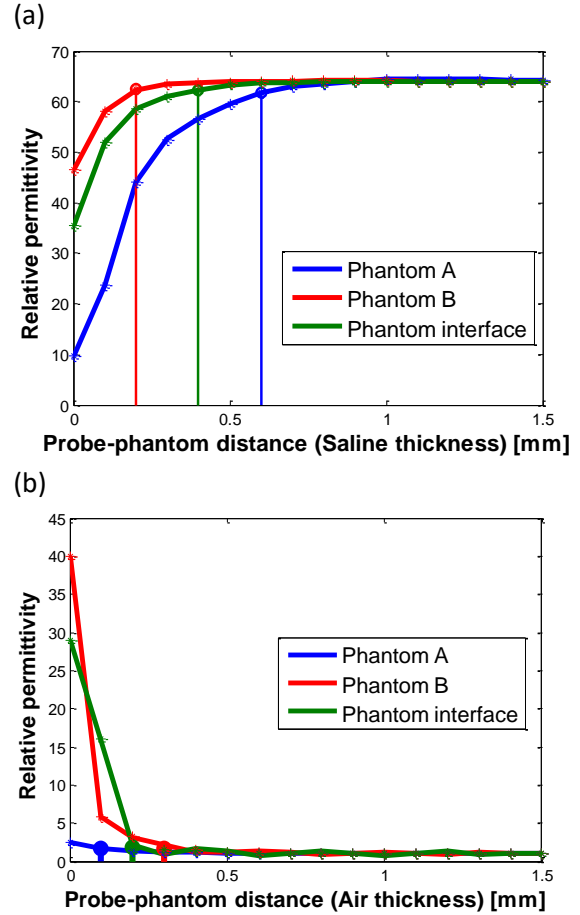 (a)
70
60
50
40
30
20
10
0
Relative permittivity
Phantom A
Phantom B
Phantom interface
0 0.5 1 1.5
Probe-phantom distance (Saline thickness) [mm]
(b)
45
40
35
30
25
20
15
10
5
0
Relative permittivity
Phantom A
Phantom B
Phantom interface
0 0.5 1 1.5
Probe-phantom distance (Air thickness) [mm]